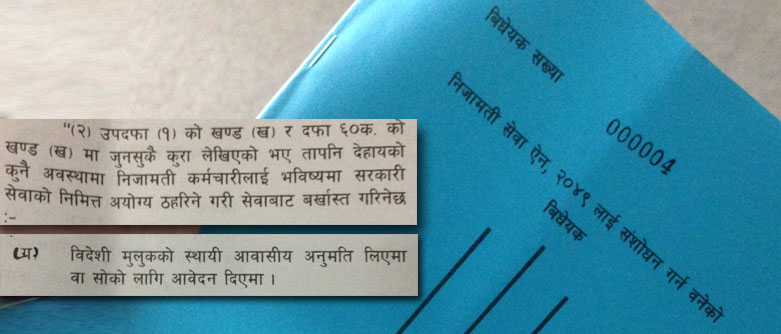 "(२) उपदफा (१) को खण्ड (ख) र दफा ६०क. को
खण्ड (ख) मा जुनसुकै कुरा लेखिएको भए तापनि देहायको
कुनै अवस्थामा निजामती कर्मचारीलाई भविष्यमा सरकारी
सेवाको निमित्त अयोग्य ठहरिने गरी सेवाबाट बर्खास्त गरिनेछ
:-
विदेशी मुलुकको स्थायी आवासीय अनुमति लिएमा
वा सोको लागि आवेदन दिएमा ।
बिधेयक सख्या
000004
निजामती सेवा ऐन, २०४९ लाई संशोधन गर्न बनेको
बिधेयक